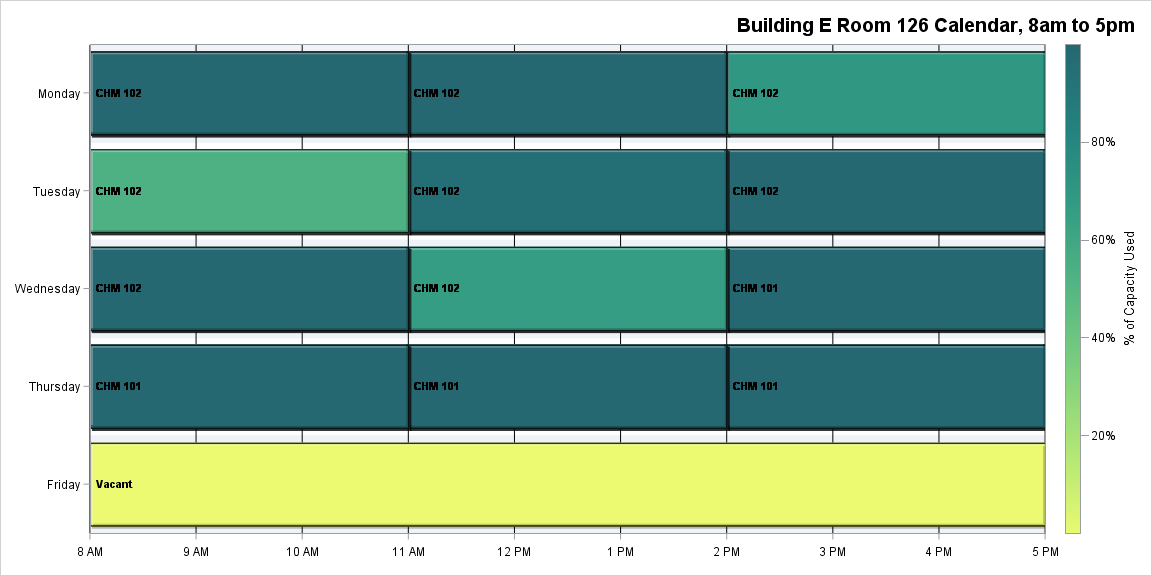 Building E Room 126 Calendar, 8am to 5pm
Monday
CHM 102
CHM 102
CHM 102
Tuesday
CHM 102
CHM 102
CHM 102
Wednesday
CHM 102
CHM 102
CHM 101
Thursday
CHM 101
CHM 101
CHM 101
Friday
Vacant
8 AM
9 AM
10 AM
11 AM
12 PM
1 PM
2 PM
3 PM
4 PM
5 PM
80%
60%
40%
20%
% of Capacity Used